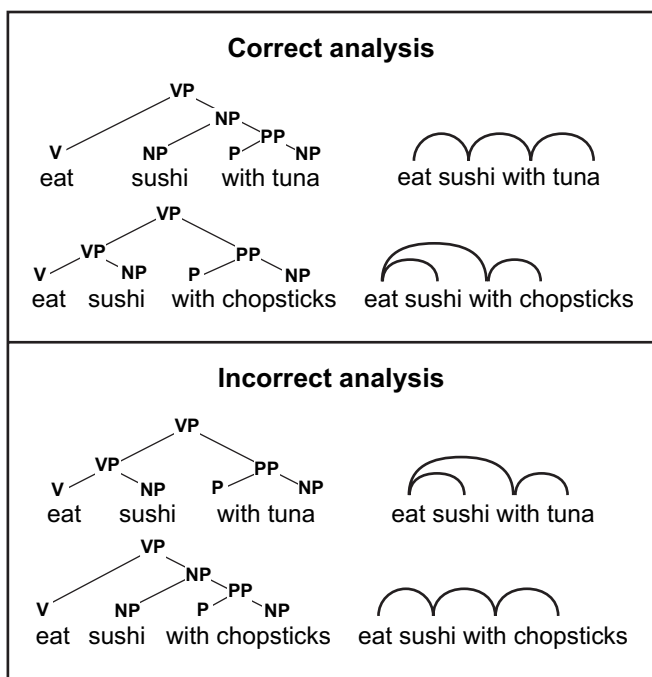 Correct analysis
VP
NP
V NP P PP NP
eat sushi with tuna
eat sushi with tuna
VP
VP PP
V NP P NP
eat sushi with chopsticks
eat sushi with chopsticks
Incorrect analysis
VP
VP PP
V NP P NP
eat sushi with tuna
eat sushi with tuna
VP
NP
PP
V NP P NP
eat sushi with chopsticks
eat sushi with chopsticks